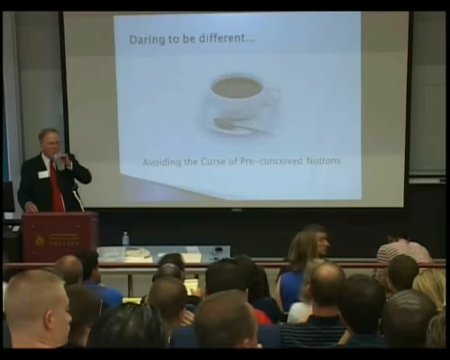 Daring to be different...
Avoiding the Curse of Pre-conceived Notions